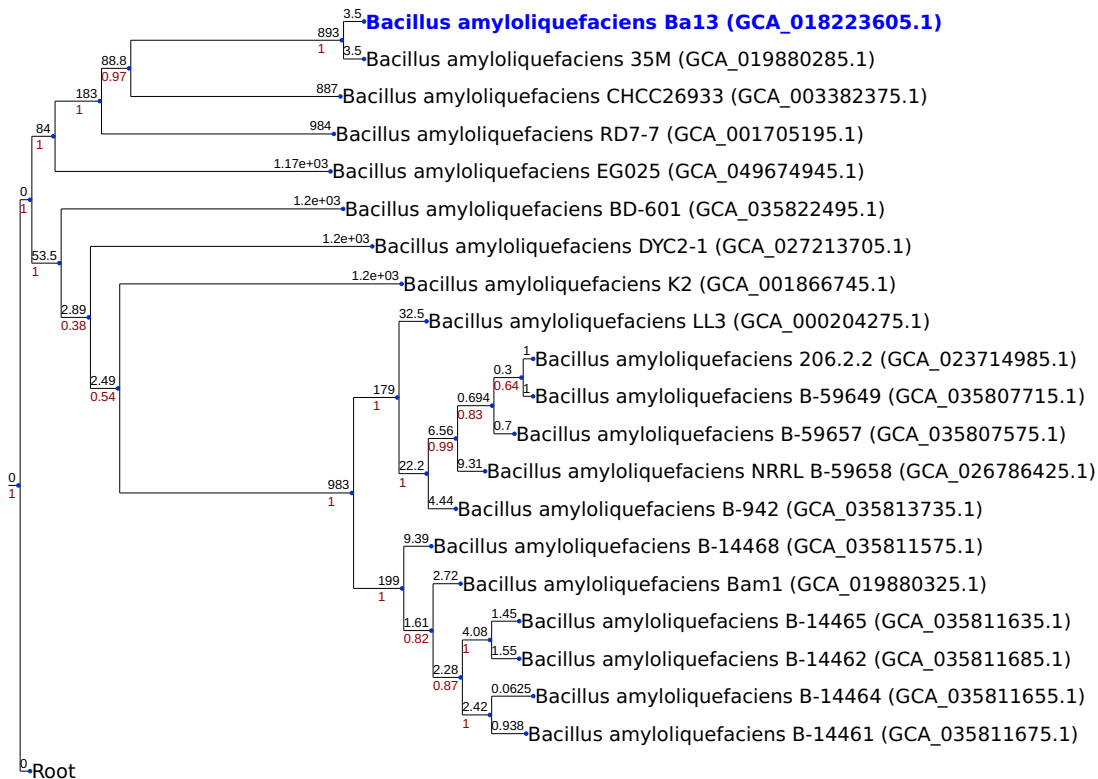 3.5
Bacillus amyloliquefaciens Ba13 (GCA_018223605.1)
893
1
3.5
Bacillus amyloliquefaciens 35M (GCA_019880285.1)
88.8
0.97
887
Bacillus amyloliquefaciens CHCC26933 (GCA_003382375.1)
183
1
984
Bacillus amyloliquefaciens RD7-7 (GCA_001705195.1)
84
1
1.17e+03
Bacillus amyloliquefaciens EG025 (GCA_049674945.1)
0
1
1.2e+03
Bacillus amyloliquefaciens BD-601 (GCA_035822495.1)
53.5
1
1.2e+03
Bacillus amyloliquefaciens DYC2-1 (GCA_027213705.1)
2.89
0.38
1.2e+03
Bacillus amyloliquefaciens K2 (GCA_001866745.1)
2.49
0.54
32.5
Bacillus amyloliquefaciens LL3 (GCA_000204275.1)
179
1
1
Bacillus amyloliquefaciens 206.2.2 (GCA_023714985.1)
0.3
0.64
1
Bacillus amyloliquefaciens B-59649 (GCA_035807715.1)
0.694
0.83
0.7
Bacillus amyloliquefaciens B-59657 (GCA_035807575.1)
6.56
0.99
9.31
Bacillus amyloliquefaciens NRRL B-59658 (GCA_026786425.1)
22.2
1
4.44
Bacillus amyloliquefaciens B-942 (GCA_035813735.1)
983
1
0
1
9.39
Bacillus amyloliquefaciens B-14468 (GCA_035811575.1)
199
1
2.72
Bacillus amyloliquefaciens Bam1 (GCA_019880325.1)
1.61
0.82
1.45
Bacillus amyloliquefaciens B-14465 (GCA_035811635.1)
4.08
1
1.55
Bacillus amyloliquefaciens B-14462 (GCA_035811685.1)
2.28
0.87
0.0625
Bacillus amyloliquefaciens B-14464 (GCA_035811655.1)
2.42
1
0.938
Bacillus amyloliquefaciens B-14461 (GCA_035811675.1)
0
Root